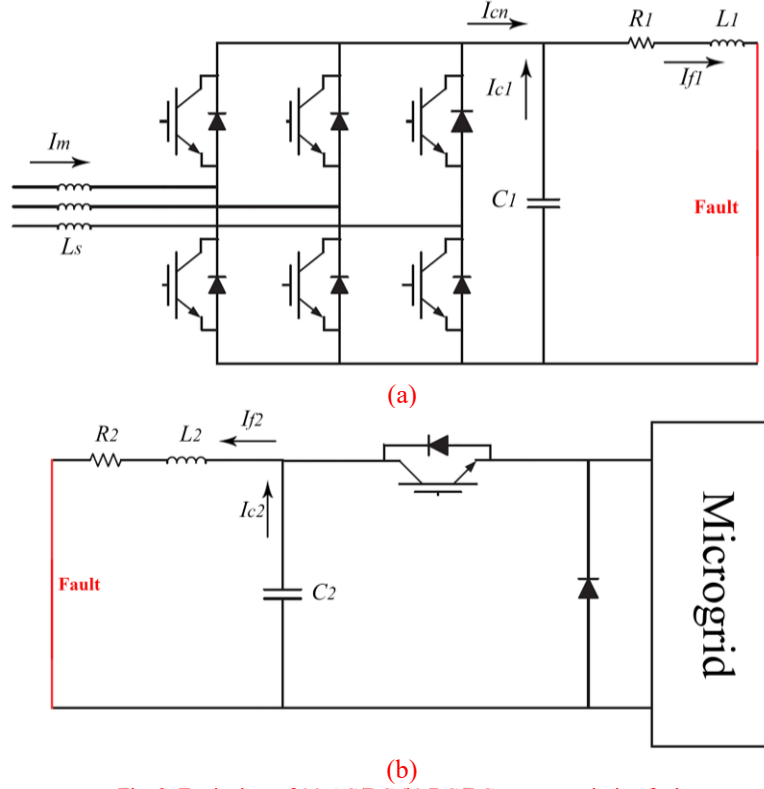 Icn
R1
L1
Ic1
If1
Im
C1
Fault
Ls
(a)
If2
R2
L2
Ic2
Fault
C2
Microgrid
(b)